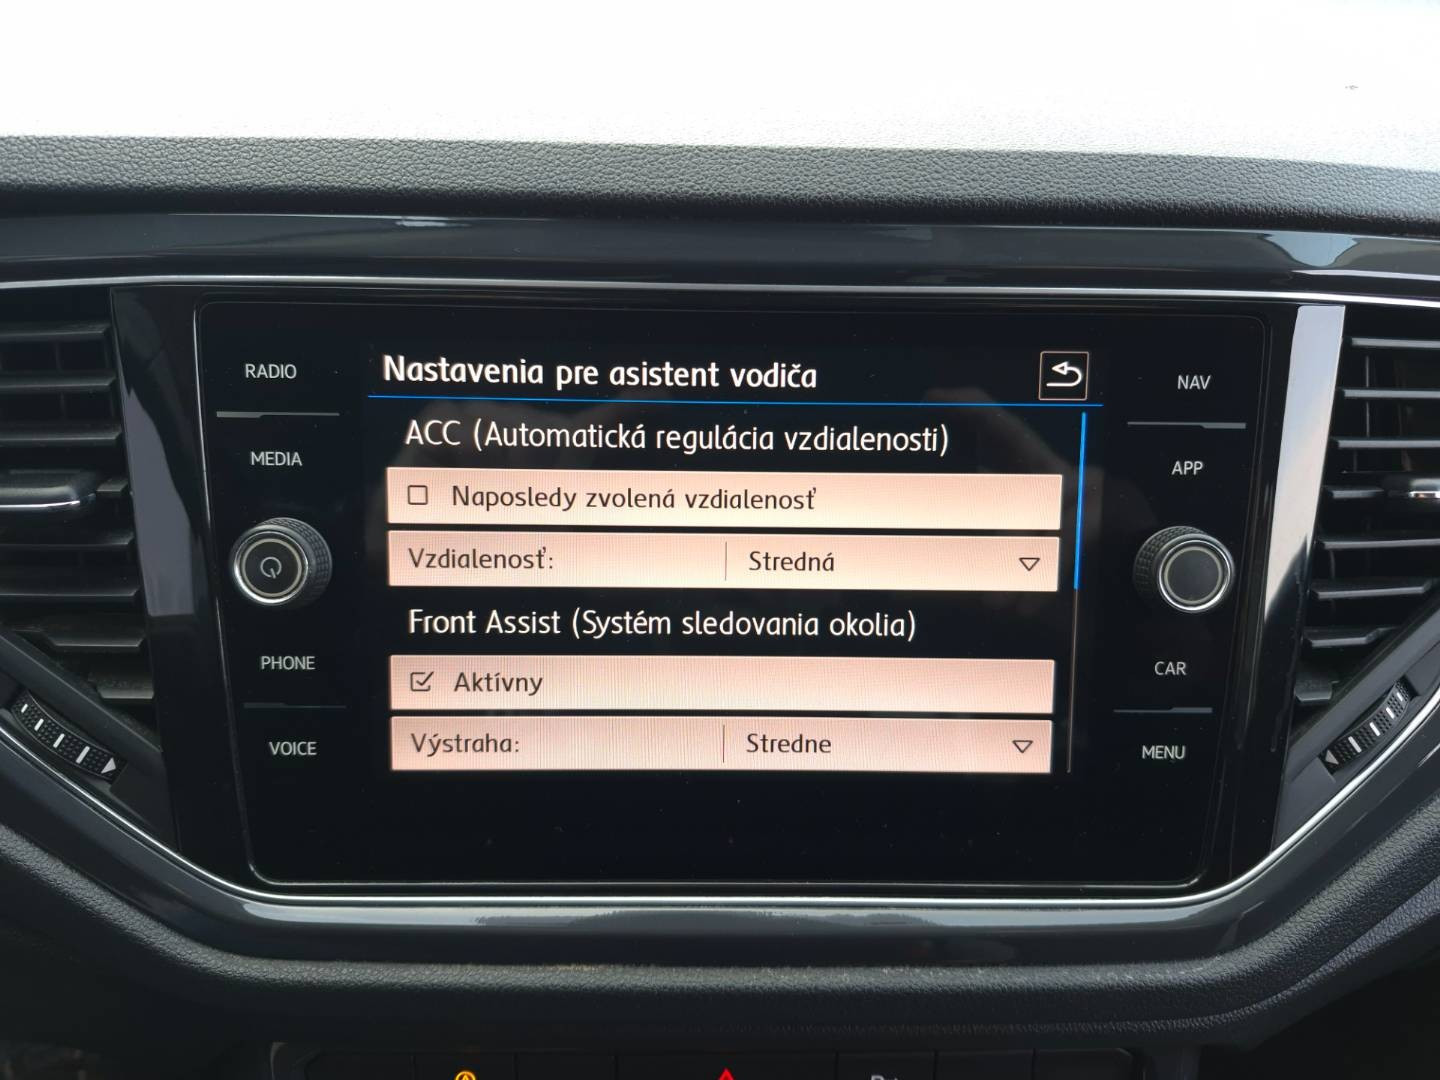 RADIO
MEDIA
PHONE
VOICE
Nastavenia pre asistent vodiča
ACC (Automatická regulácia vzdialenosti)
Naposledy zvolená vzdialenosť
Vzdialenosť: Stredná
Front Assist (Systém sledovania okolia)
Aktívny
Výstraha: Stredne
NAV
APP
CAR
MENU